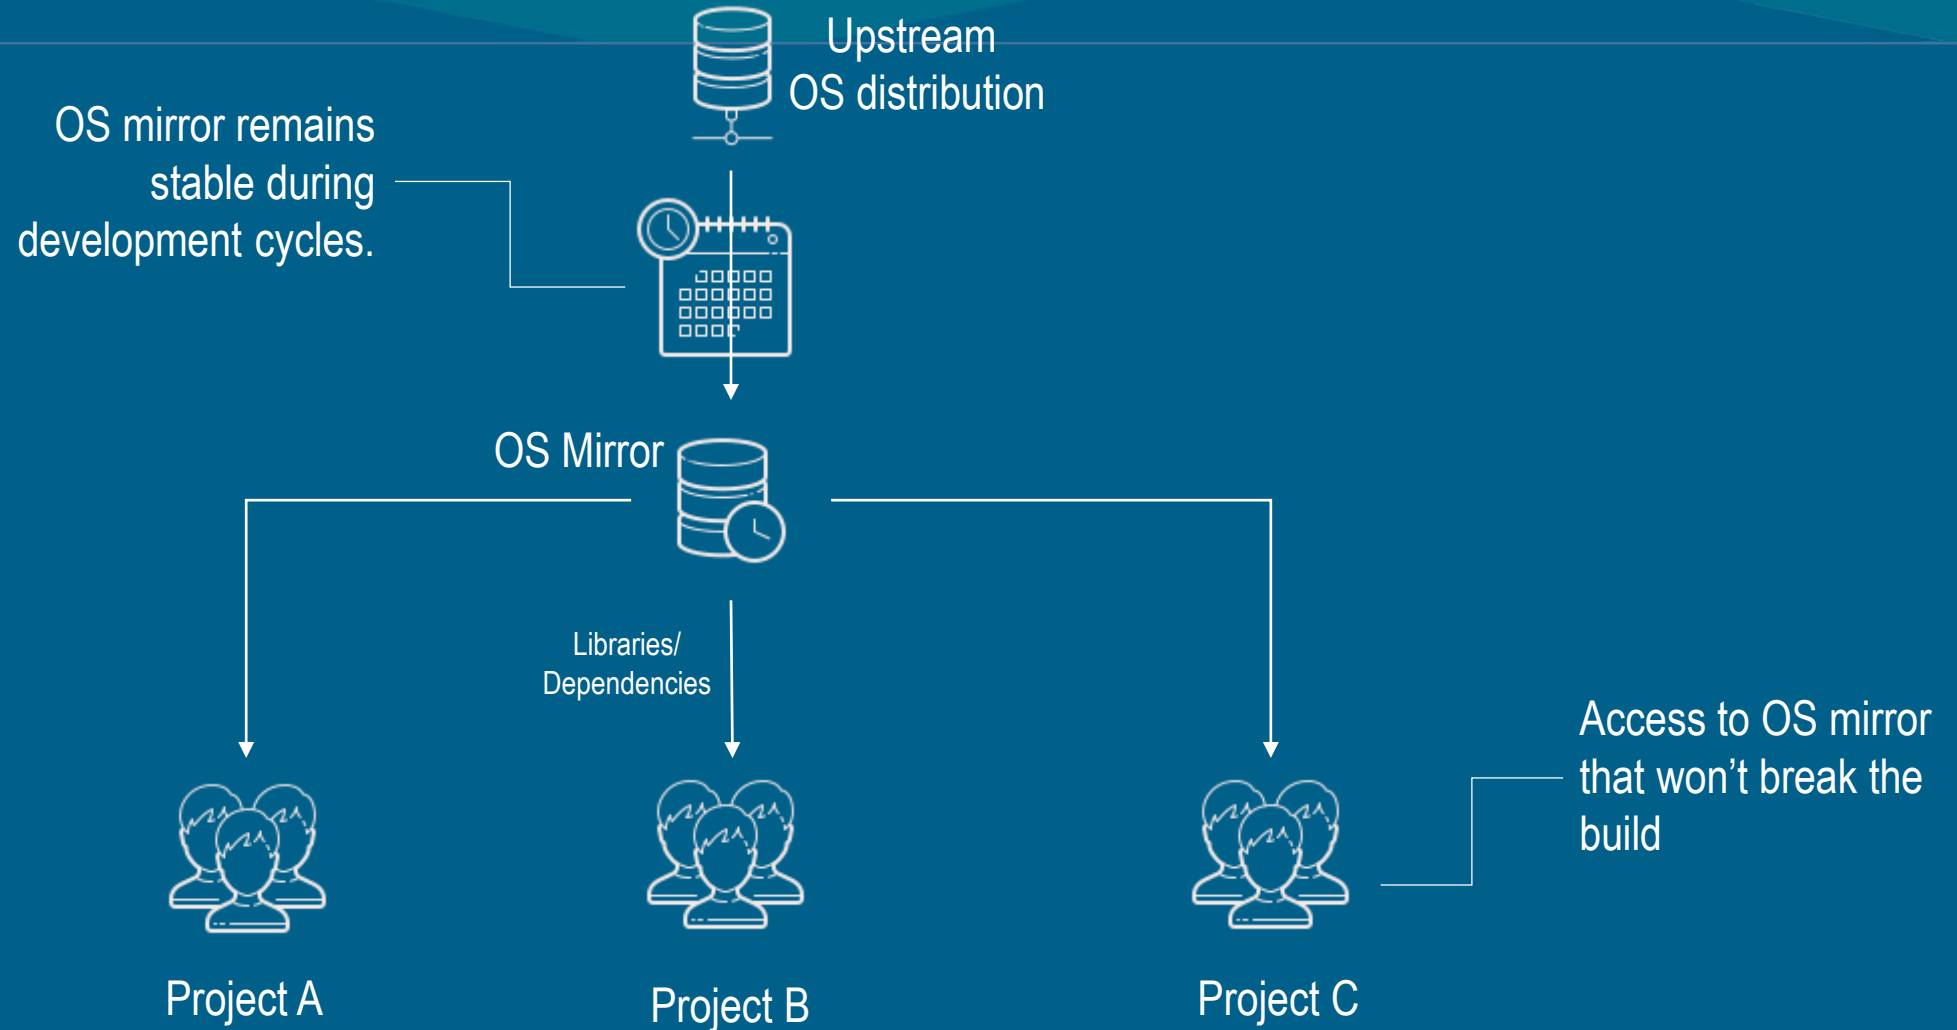 Upstream
OS distribution
OS mirror remains
stable during
development cycles.
OS Mirror
Libraries/
Dependencies
Access to OS mirror
that won’t break the
build
Project A
Project B
Project C